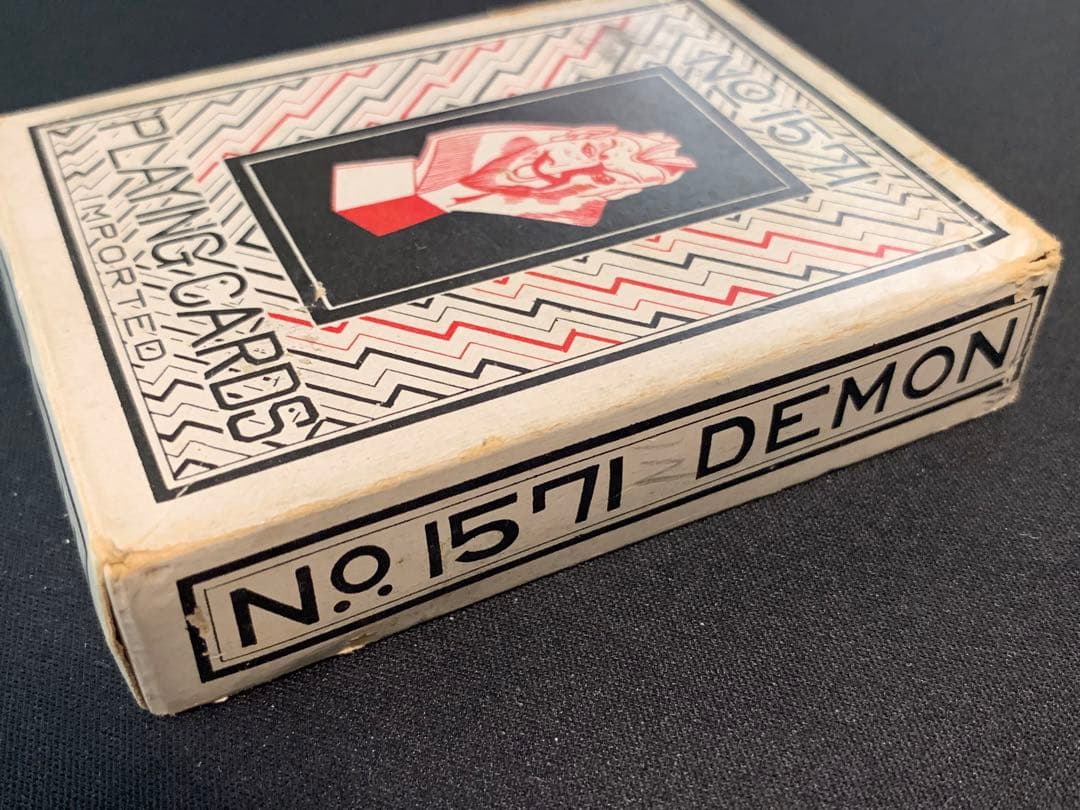 No. 1571
PLAYING CARDS
IMPORTED
No. 1571 DEMON